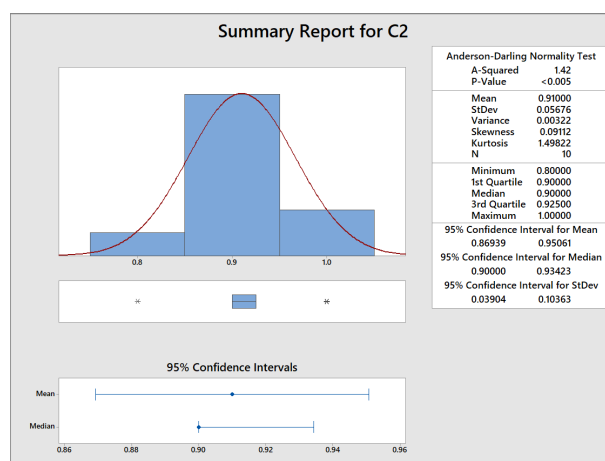 Summary Report for C2
0.8 0.9 1.0
95% Confidence Intervals
Mean
Median
0.86 0.88 0.90 0.92 0.94 0.96
Anderson-Darling Normality Test
A-Squared 1.42
P-Value <0.005
Mean 0.91000
StDev 0.05676
Variance 0.00322
Skewness 0.09112
Kurtosis 1.49822
N 10
Minimum 0.80000
1st Quartile 0.90000
Median 0.90000
3rd Quartile 0.92500
Maximum 1.00000
95% Confidence Interval for Mean
0.86939 0.95061
95% Confidence Interval for Median
0.90000 0.93423
95% Confidence Interval for StDev
0.03904 0.10363